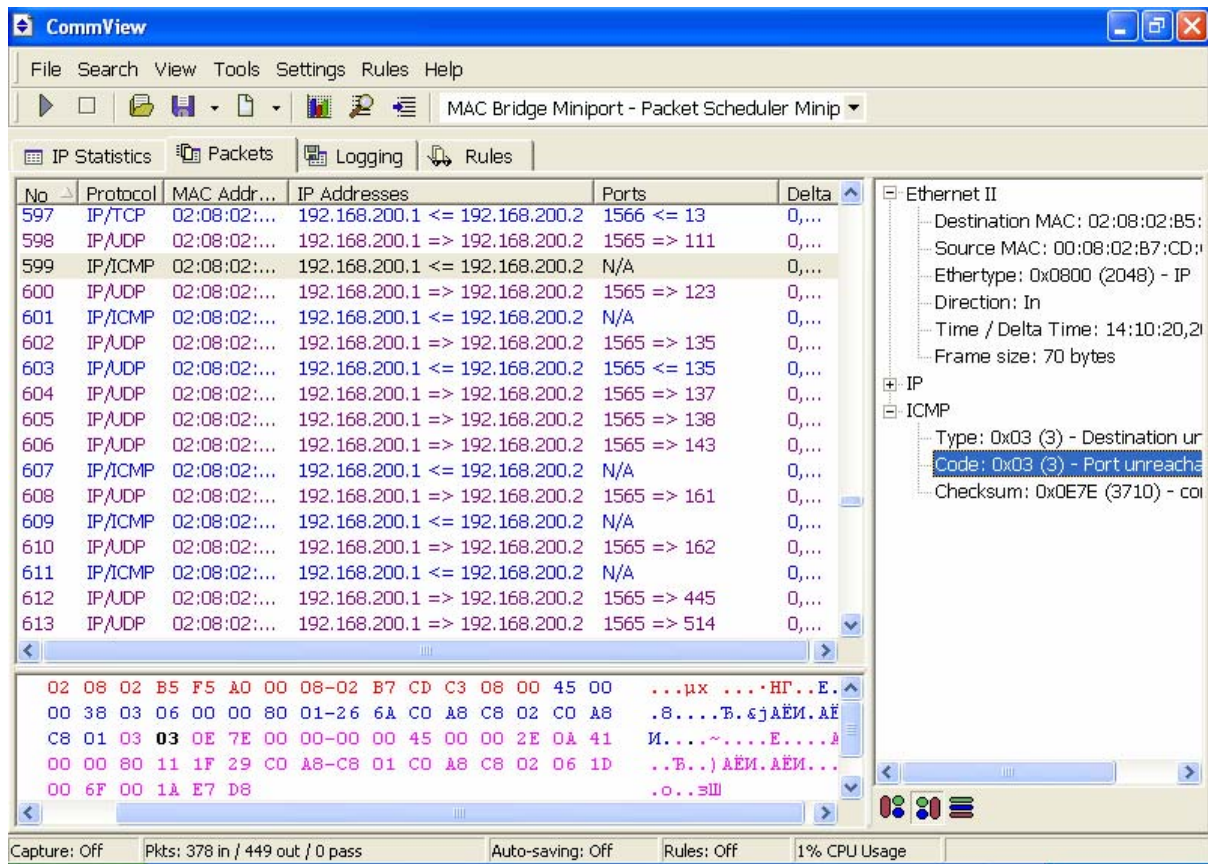 CommView
File Search View Tools Settings Rules Help
MAC Bridge Miniport - Packet Scheduler Minip
IP Statistics Packets Logging Rules
No Protocol MAC Addr... IP Addresses Ports Delta
597 IP/TCP 02:08:02:... 192.168.200.1 <= 192.168.200.2 1566 <= 13 0,...
598 IP/UDP 02:08:02:... 192.168.200.1 => 192.168.200.2 1565 => 111 0,...
599 IP/ICMP 02:08:02:... 192.168.200.1 <= 192.168.200.2 N/A 0,...
600 IP/UDP 02:08:02:... 192.168.200.1 => 192.168.200.2 1565 => 123 0,...
601 IP/ICMP 02:08:02:... 192.168.200.1 <= 192.168.200.2 N/A 0,...
602 IP/UDP 02:08:02:... 192.168.200.1 => 192.168.200.2 1565 => 135 0,...
603 IP/UDP 02:08:02:... 192.168.200.1 <= 192.168.200.2 1565 <= 135 0,...
604 IP/UDP 02:08:02:... 192.168.200.1 => 192.168.200.2 1565 => 137 0,...
605 IP/UDP 02:08:02:... 192.168.200.1 => 192.168.200.2 1565 => 138 0,...
606 IP/UDP 02:08:02:... 192.168.200.1 => 192.168.200.2 1565 => 143 0,...
607 IP/ICMP 02:08:02:... 192.168.200.1 <= 192.168.200.2 N/A 0,...
608 IP/UDP 02:08:02:... 192.168.200.1 => 192.168.200.2 1565 => 161 0,...
609 IP/ICMP 02:08:02:... 192.168.200.1 <= 192.168.200.2 N/A 0,...
610 IP/UDP 02:08:02:... 192.168.200.1 => 192.168.200.2 1565 => 162 0,...
611 IP/ICMP 02:08:02:... 192.168.200.1 <= 192.168.200.2 N/A 0,...
612 IP/UDP 02:08:02:... 192.168.200.1 => 192.168.200.2 1565 => 445 0,...
613 IP/UDP 02:08:02:... 192.168.200.1 => 192.168.200.2 1565 => 514 0,...
Ethernet II
Destination MAC: 02:08:02:B5:
Source MAC: 00:08:02:B7:CD:
Ethertype: 0x0800 (2048) - IP
Direction: In
Time / Delta Time: 14:10:20,2
Frame size: 70 bytes
IP
ICMP
Type: 0x03 (3) - Destination ur
Code: 0x03 (3) - Port unreacha
Checksum: 0x0E7E (3710) - co
02 08 02 B5 F5 A0 00 08-02 B7 CD C3 08 00 45 00 ...µx ...·НГ..E.
00 38 03 06 00 00 80 01-26 6A C0 A8 C8 02 C0 A8 .8....Ђ.&jАЁИ.АЁ
C8 01 03 03 0E 7E 00 00-00 00 45 00 00 2E 0A 41 И....~....E....A
00 00 80 11 1F 29 C0 A8-C8 01 C0 A8 C8 02 06 1D ..Ђ..)АЁИ.АЁИ...
00 6F 00 1A E7 D8 .o..зШ
Capture: Off Pkts: 378 in / 449 out / 0 pass Auto-saving: Off Rules: Off 1% CPU Usage